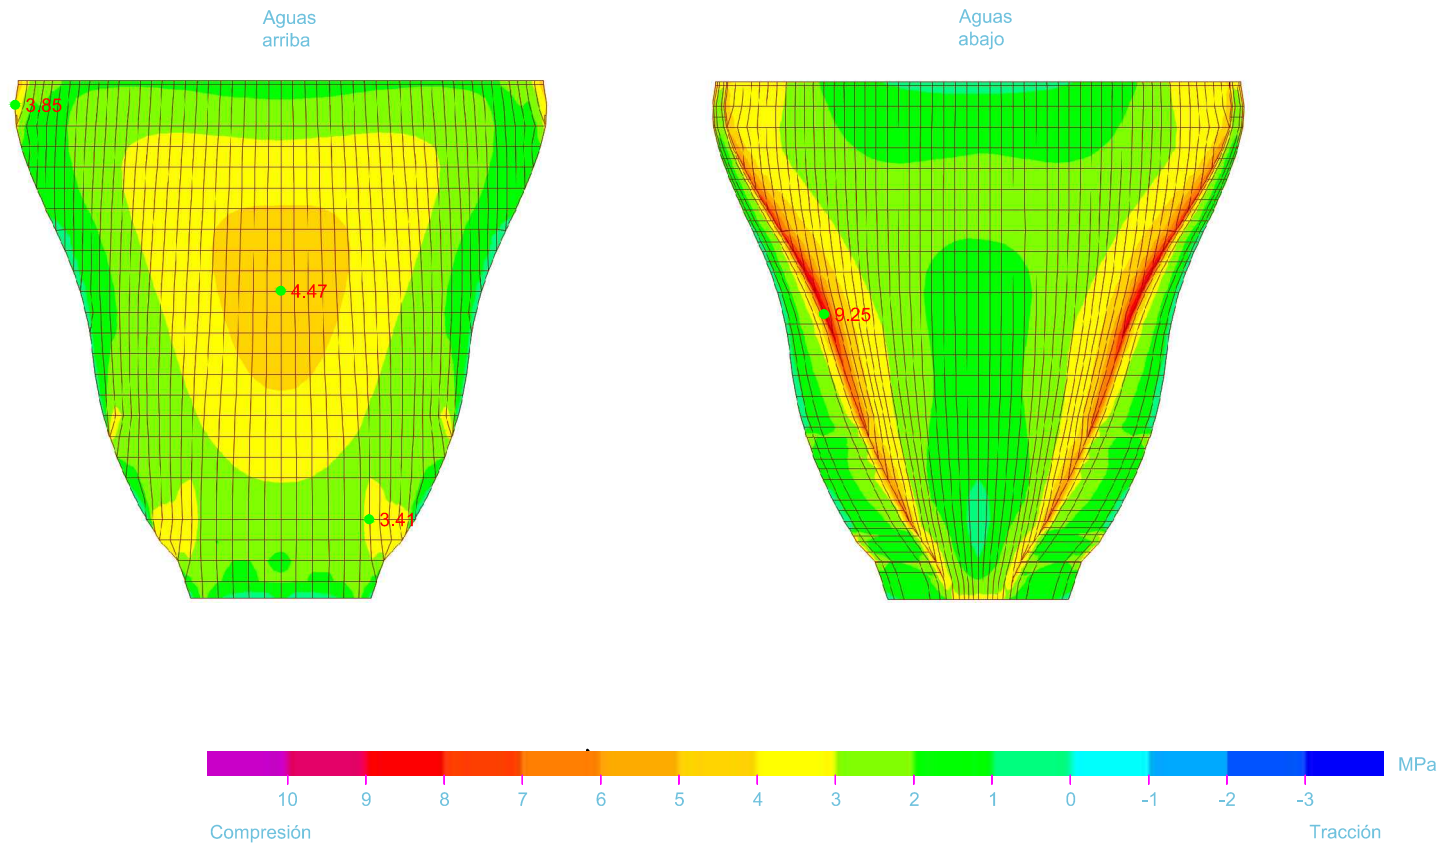 Aguas
arriba
Aguas
abajo
3.85
4.47
9.25
3.41
MPa
10 9 8 7 6 5 4 3 2 1 0 -1 -2 -3
Compresión Tracción